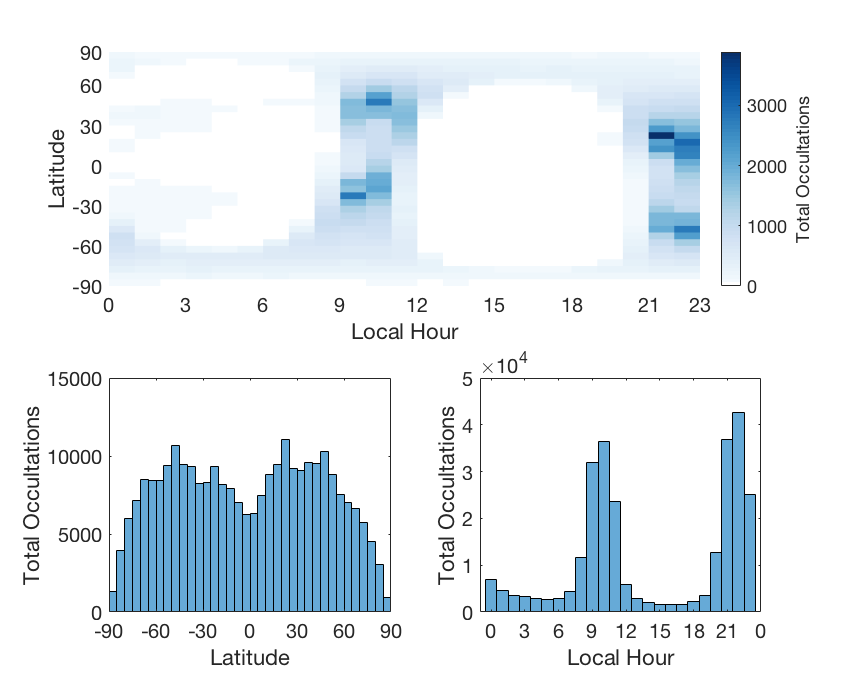 90
60
30
0
-30
-60
-90
Latitude
0 3 6 9 12 15 18 21 23
Local Hour
3000
2000
1000
0
Total Occultations
15000
10000
5000
0
Total Occultations
-90 -60 -30 0 30 60 90
Latitude
×10⁴
5
4
3
2
1
0
Total Occultations
0 3 6 9 12 15 18 21 0
Local Hour